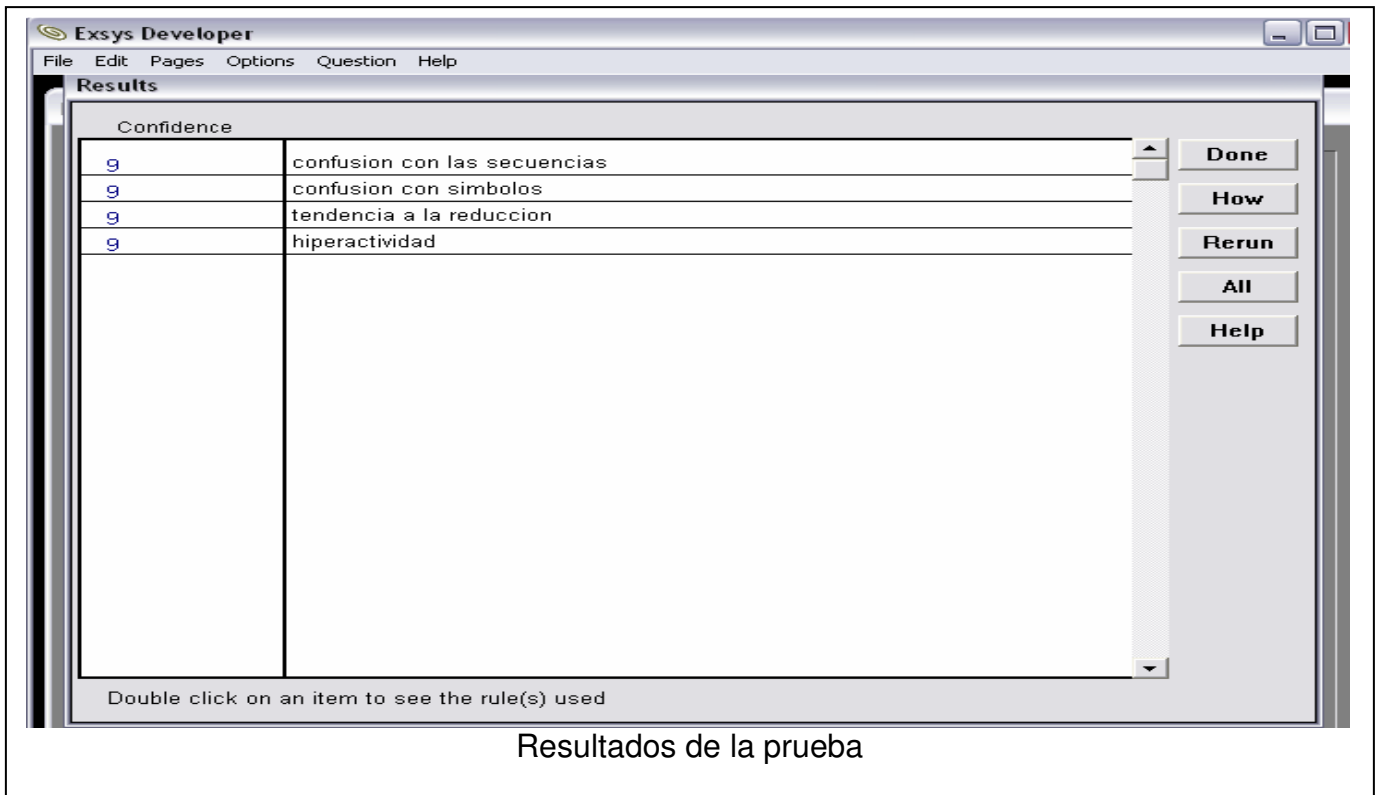 Exsys Developer
File Edit Pages Options Question Help
Results
Confidence
9 confusion con las secuencias
9 confusion con simbolos
9 tendencia a la reduccion
9 hiperactividad
Done
How
Rerun
All
Help
Double click on an item to see the rule(s) used
Resultados de la prueba